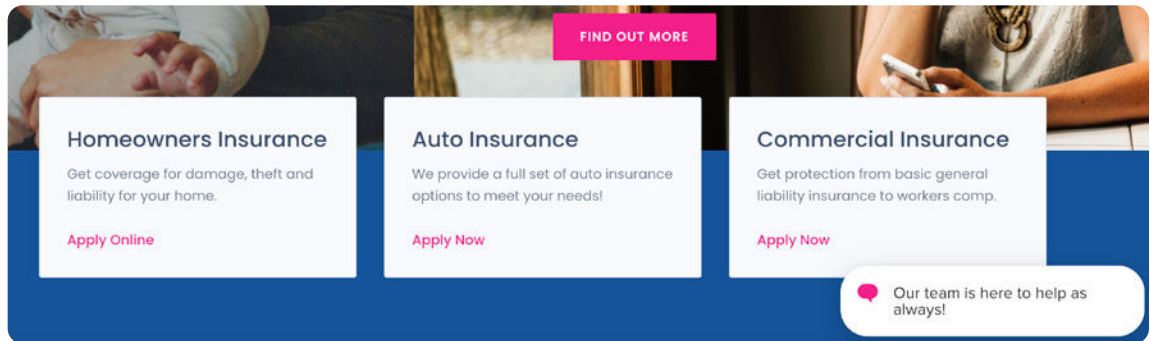 FIND OUT MORE
Homeowners Insurance
Get coverage for damage, theft and
liability for your home.
Apply Online
Auto Insurance
We provide a full set of auto insurance
options to meet your needs!
Apply Now
Commercial Insurance
Get protection from basic general
liability insurance to workers comp.
Apply Now
Our team is here to help as
always!